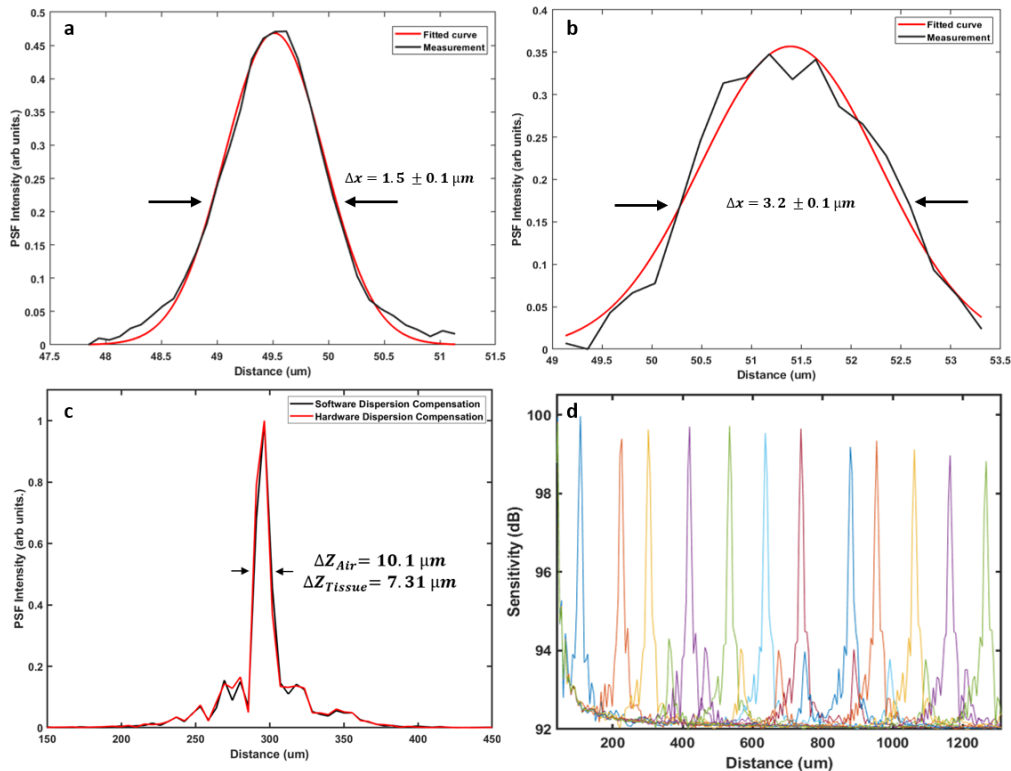 a
Fitted curve
Measurement
PSF Intensity (arb units.)
0.5
0.45
0.4
0.35
0.3
0.25
0.2
0.15
0.1
0.05
0
Δx = 1.5 ± 0.1 μm
47.5 48 48.5 49 49.5 50 50.5 51 51.5
Distance (um)
b
Fitted curve
Measurement
PSF Intensity (arb units.)
0.4
0.35
0.3
0.25
0.2
0.15
0.1
0.05
0
Δx = 3.2 ± 0.1 μm
49 49.5 50 50.5 51 51.5 52 52.5 53 53.5
Distance (um)
c
Software Dispersion Compensation
Hardware Dispersion Compensation
PSF Intensity (arb units.)
1
0.8
0.6
0.4
0.2
0
ΔZAir= 10.1 μm
ΔZTissue= 7.31 μm
150 200 250 300 350 400 450
Distance (um)
d
Sensitivity (dB)
100
98
96
94
92
200 400 600 800 1000 1200
Distance (um)